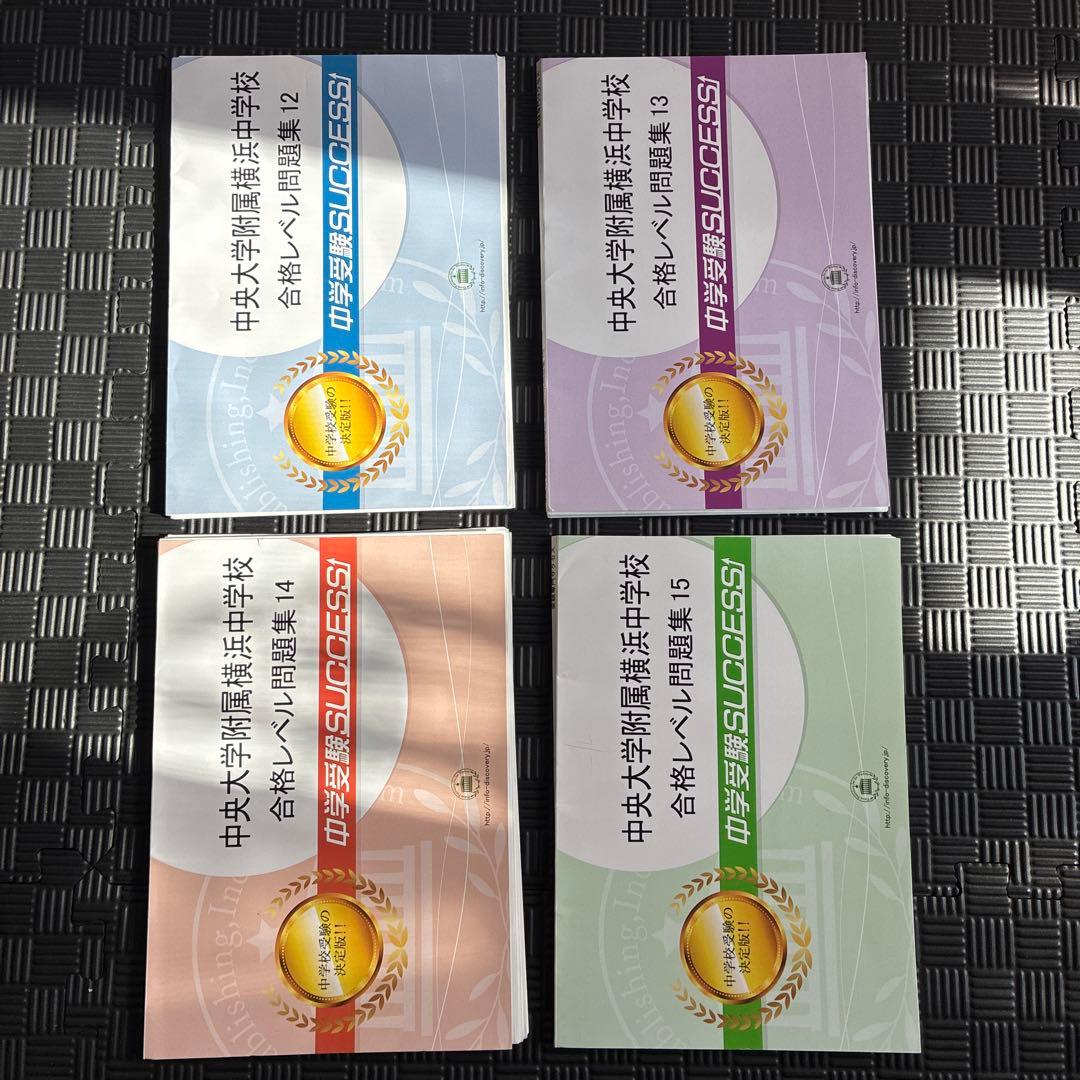 中央大学附属横浜中学校
合格レベル問題集 12
中学受験SUCCESS
中学校受験の
決定版!!
http://info-discovery.jp/
中央大学附属横浜中学校
合格レベル問題集 13
中学受験SUCCESS
中学校受験の
決定版!!
http://info-discovery.jp/
中央大学附属横浜中学校
合格レベル問題集 14
中学受験SUCCESS
中学校受験の
決定版!!
http://info-discovery.jp/
中央大学附属横浜中学校
合格レベル問題集 15
中学受験SUCCESS
中学校受験の
決定版!!
http://info-discovery.jp/